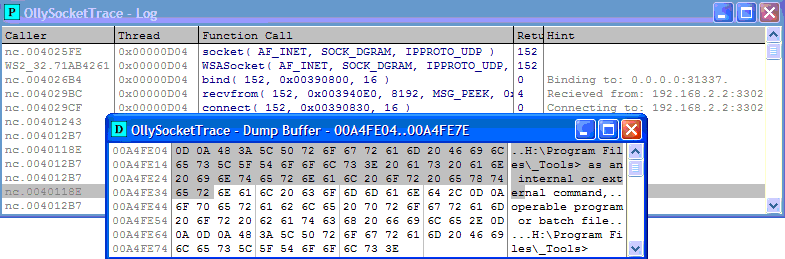 OllySocketTrace - Log
Caller Thread Function Call Retu Hint
nc.004025FE 0x00000D04 socket( AF_INET, SOCK_DGRAM, IPPROTO_UDP ) 152
WS2_32.71AB4261 0x00000D04 WSASocket( AF_INET, SOCK_DGRAM, IPPROTO_UDP, 152
nc.004026B4 0x00000D04 bind( 152, 0x00390800, 16 ) 0 Binding to: 0.0.0.0:31337.
nc.004029BC 0x00000D04 recvfrom( 152, 0x003940E0, 8192, MSG_PEEK, 0x 4 Recieved from: 192.168.2.2:3302
nc.004029CF 0x00000D04 connect( 152, 0x00390830, 16 ) 0 Connecting to: 192.168.2.2:3302
nc.00401243
nc.004012B7
nc.0040118E
nc.004012B7
nc.0040118E
nc.004012B7
OllySocketTrace - Dump Buffer - 00A4FE04..00A4FE7E
00A4FE04 0D 0A 48 3A 5C 50 72 6F 67 72 61 6D 20 46 69 6C ..H:\Program Fil
00A4FE14 65 73 5C 5F 54 6F 6F 6C 73 3E 20 61 73 20 61 6E es\_Tools> as an
00A4FE24 20 69 6E 74 65 72 6E 61 6C 20 6F 72 20 65 78 74 internal or ext
00A4FE34 65 72 6E 61 6C 20 63 6F 6D 6D 61 6E 64 2C 0D 0A ernal command,..
00A4FE44 6F 70 65 72 61 62 6C 65 20 70 72 6F 67 72 61 6D operable program
00A4FE54 20 6F 72 20 62 61 74 63 68 20 66 69 6C 65 2E 0D or batch file..
00A4FE64 0A 0D 0A 48 3A 5C 50 72 6F 67 72 61 6D 20 46 69 ...H:\Program Fi
00A4FE74 6C 65 73 5C 5F 54 6F 6F 6C 73 3E les\_Tools>